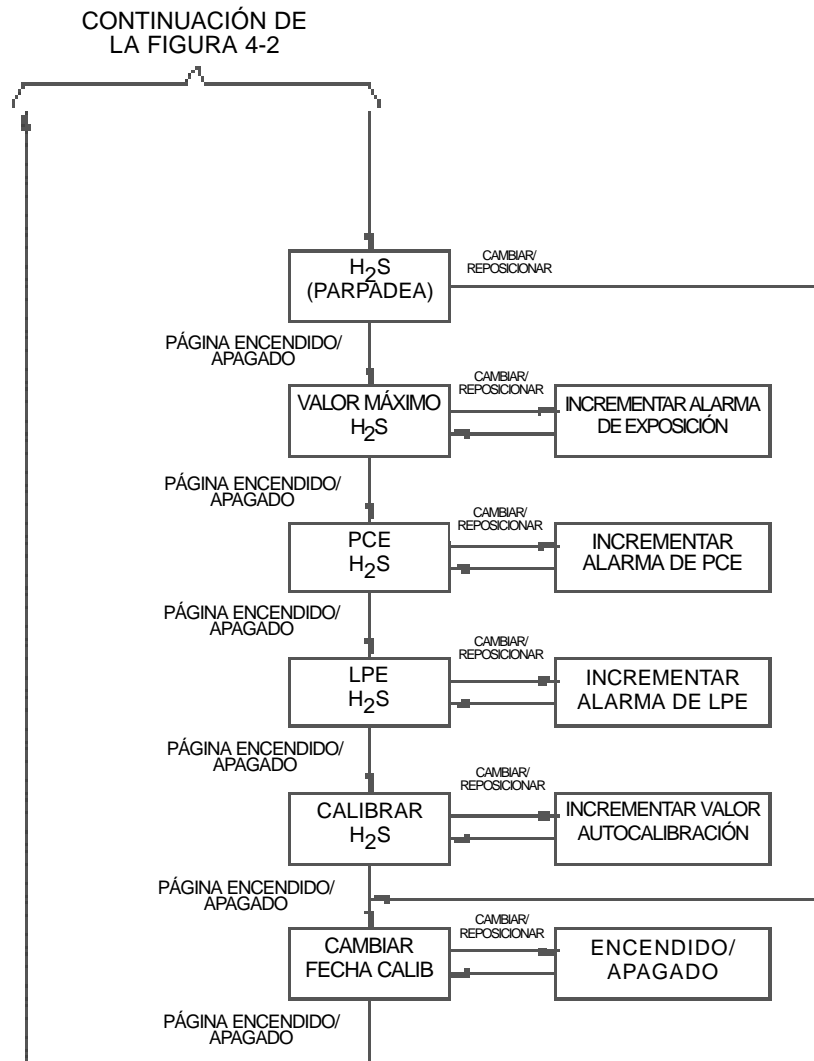 CONTINUACIÓN DE
LA FIGURA 4-2
H2S
(PARPADEA)
CAMBIAR/
REPOSICIONAR
PÁGINA ENCENDIDO/
APAGADO
VALOR MÁXIMO
H2S
CAMBIAR/
REPOSICIONAR
INCREMENTAR ALARMA
DE EXPOSICIÓN
PÁGINA ENCENDIDO/
APAGADO
PCE
H2S
CAMBIAR/
REPOSICIONAR
INCREMENTAR
ALARMA DE PCE
PÁGINA ENCENDIDO/
APAGADO
LPE
H2S
CAMBIAR/
REPOSICIONAR
INCREMENTAR
ALARMA DE LPE
PÁGINA ENCENDIDO/
APAGADO
CALIBRAR
H2S
CAMBIAR/
REPOSICIONAR
INCREMENTAR VALOR
AUTOCALIBRACIÓN
PÁGINA ENCENDIDO/
APAGADO
CAMBIAR
FECHA CALIB
CAMBIAR/
REPOSICIONAR
ENCENDIDO/
APAGADO
PÁGINA ENCENDIDO/
APAGADO